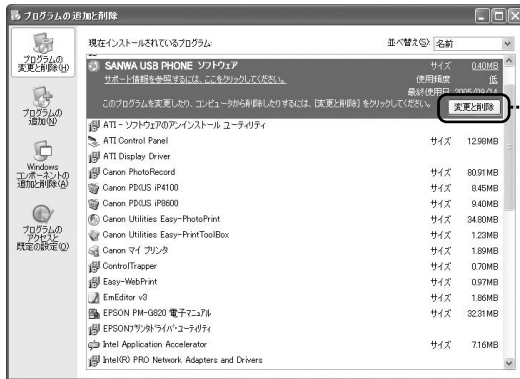 プログラムの追加と削除
現在インストールされているプログラム:
並べ替え(S): 名前
プログラムの
変更と削除(H)
プログラムの
追加(N)
Windows
コンポーネントの
追加と削除(A)
プログラムの
アクセスと
既定の設定(O)
SANWA USB PHONE ソフトウェア サイズ 0.40MB
サポート情報を参照するには、ここをクリックしてください。 使用頻度 低
最終使用日 2005/09/04
このプログラムを変更したり、コンピュータから削除したりするには、[変更と削除] をクリックしてください。 変更と削除
ATI - ソフトウェアのアンインストール ユーティリティ
ATI Control Panel サイズ 12.98MB
ATI Display Driver
Canon PhotoRecord サイズ 80.91MB
Canon PIXUS iP4100 サイズ 8.45MB
Canon PIXUS iP8600 サイズ 9.40MB
Canon Utilities Easy-PhotoPrint サイズ 34.80MB
Canon Utilities Easy-PrintToolBox サイズ 1.23MB
Canon マイ プリンタ サイズ 1.89MB
ControlTrapper サイズ 0.70MB
Easy-WebPrint サイズ 0.97MB
EmEditor v3 サイズ 1.86MB
EPSON PM-G820 電子マニュアル サイズ 32.31MB
EPSONプリンタドライバ・ユーティリティ
Intel Application Accelerator サイズ 7.16MB
Intel(R) PRO Network Adapters and Drivers